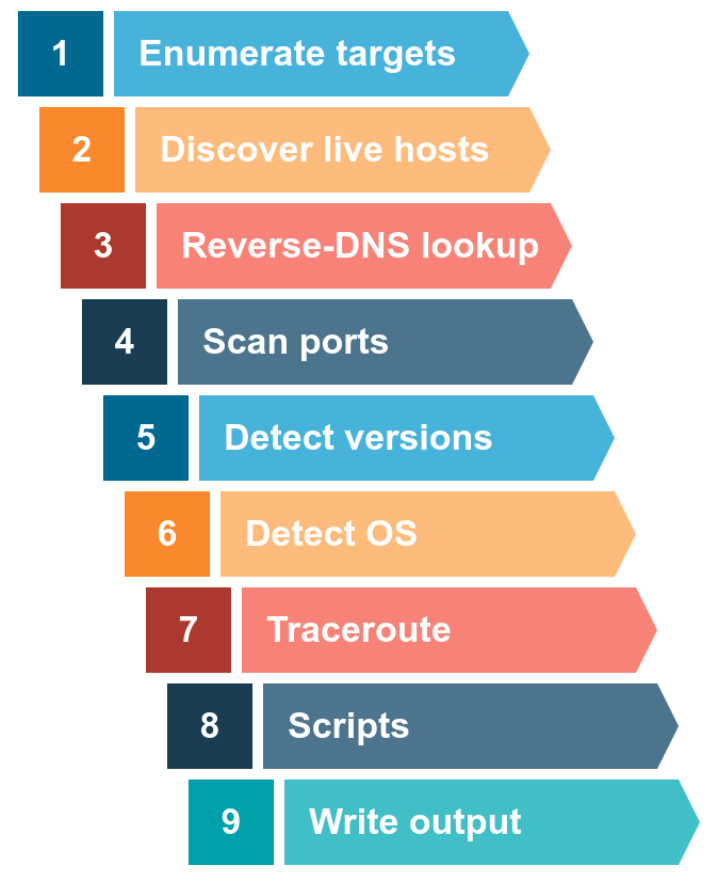 1 Enumerate targets
2 Discover live hosts
3 Reverse-DNS lookup
4 Scan ports
5 Detect versions
6 Detect OS
7 Traceroute
8 Scripts
9 Write output